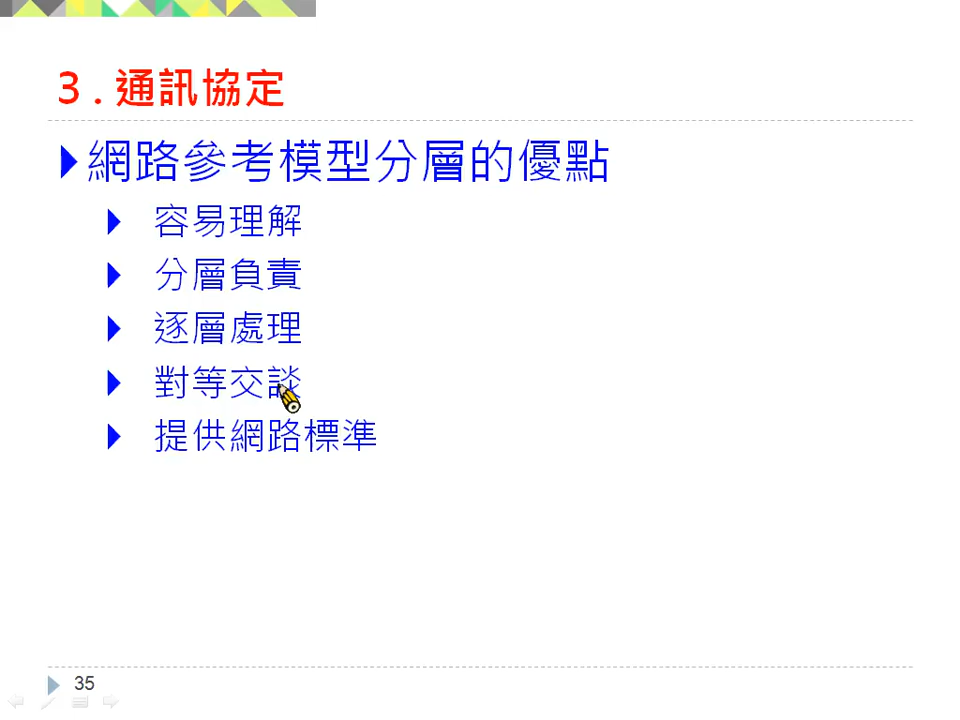 3 . 通訊協定
網路參考模型分層的優點
容易理解
分層負責
逐層處理
對等交談
提供網路標準
35